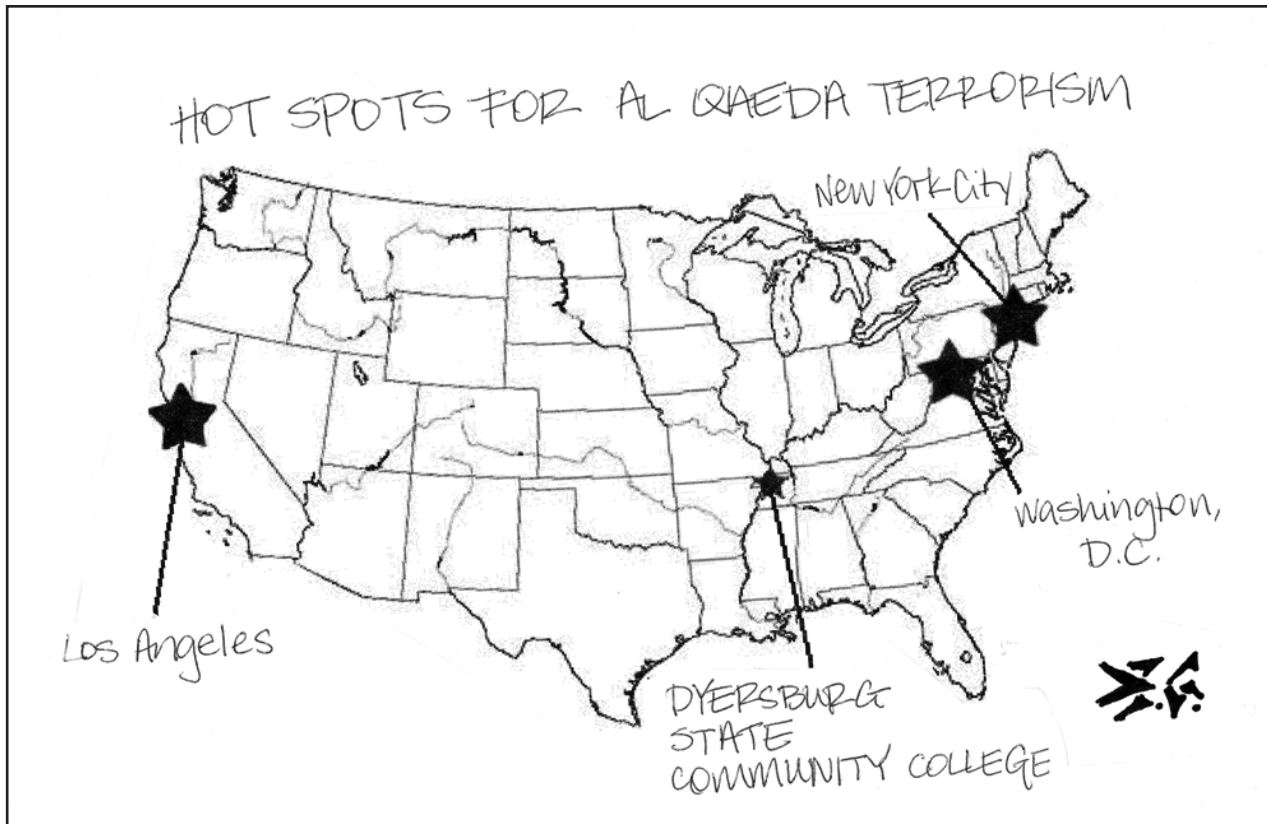 HOT SPOTS FOR AL QAEDA TERRORISM
New York City
Washington,
D.C.
Los Angeles
DYERSBURG
STATE
COMMUNITY COLLEGE